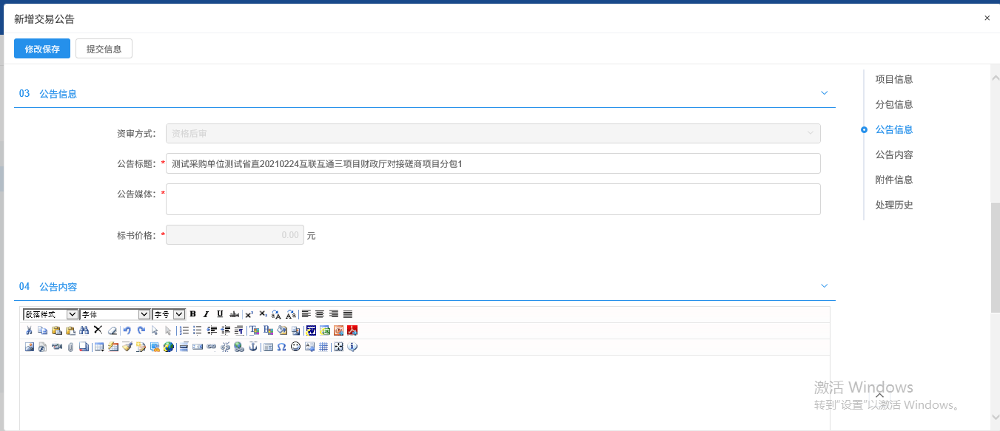 新增交易公告
×
修改保存 提交信息
03 公告信息
资审方式： 资格后审
公告标题：* 测试采购单位测试省直20210224互联互通三项目财政厅对接磋商项目分包1
公告媒体：*
标书价格：* 0.00 元
04 公告内容
段落样式 字体 字号 B I U abc
项目信息
分包信息
公告信息
公告内容
附件信息
处理历史
激活 Windows
转到“设置”以激活 Windows。